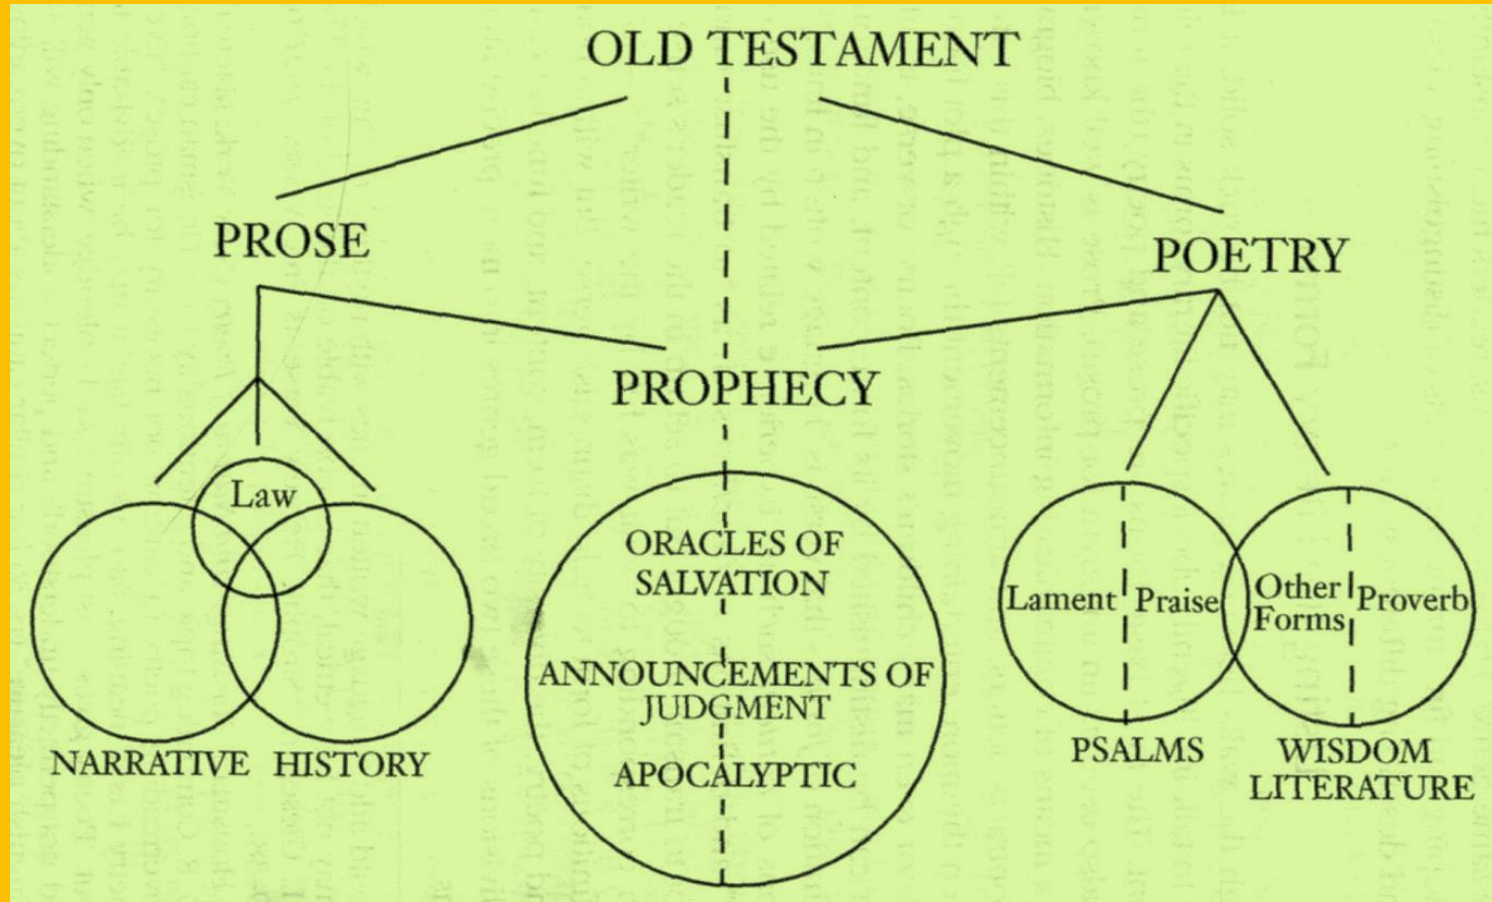 OLD TESTAMENT
PROSE
POETRY
PROPHECY
Law
ORACLES OF
SALVATION
Lament
Praise
Other
Forms
Proverb
ANNOUNCEMENTS OF
JUDGMENT
APOCALYPTIC
NARRATIVE
HISTORY
PSALMS
WISDOM
LITERATURE